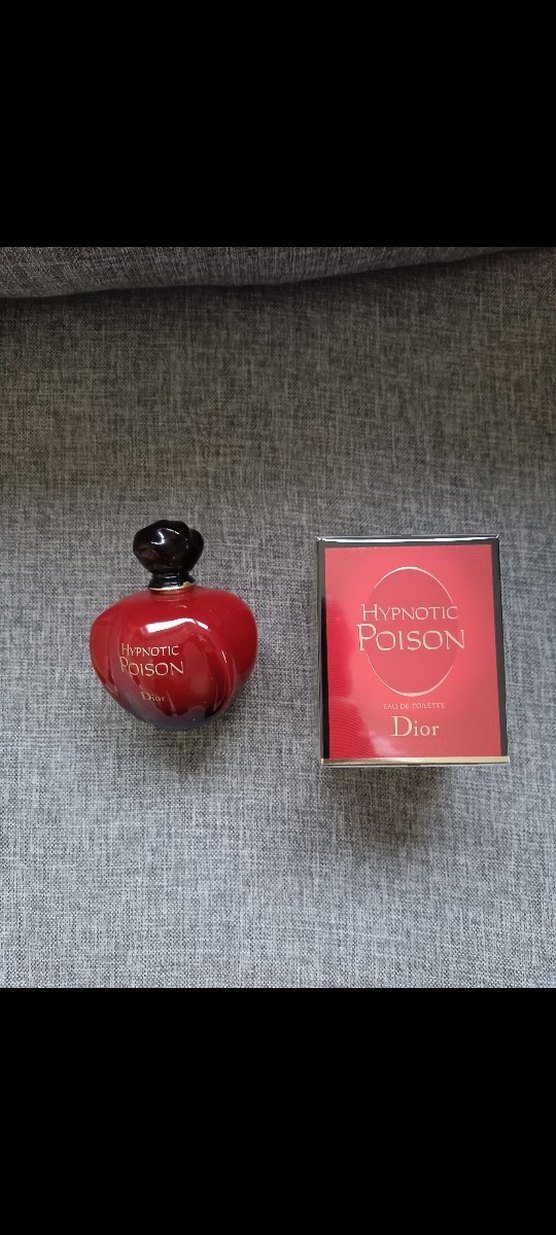 HYPNOTIC
POISON
Dior
HYPNOTIC
POISON
EAU DE TOILETTE
Dior